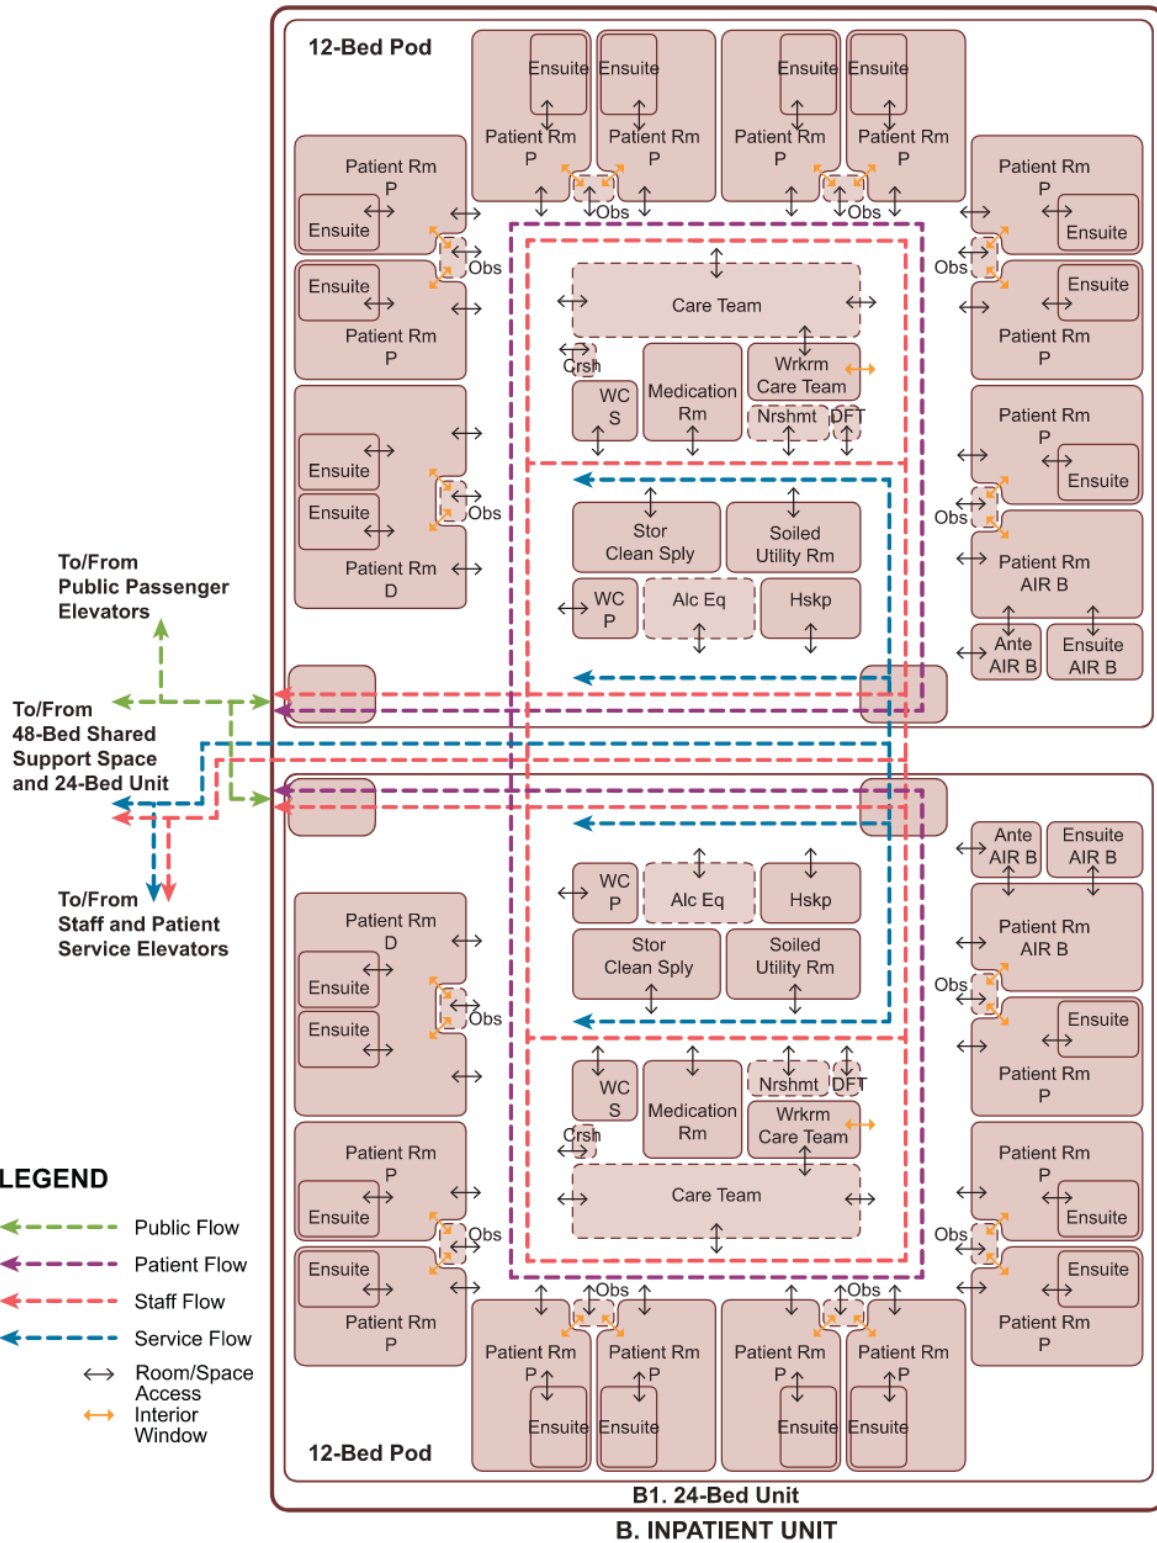 12-Bed Pod
Ensuite
Ensuite
Ensuite
Ensuite
Patient Rm
P
Patient Rm
P
Patient Rm
P
Patient Rm
P
Obs
Obs
Patient Rm
P
Ensuite
Obs
Ensuite
Patient Rm
P
Patient Rm
P
Ensuite
Obs
Ensuite
Patient Rm
P
Care Team
Crsh
WC
S
Medication
Rm
Wrkrm
Care Team
Nrshmt
DFT
Ensuite
Ensuite
Obs
Patient Rm
D
Patient Rm
P
Ensuite
Obs
Patient Rm
AIR B
Ante
AIR B
Ensuite
AIR B
Stor
Clean Sply
Soiled
Utility Rm
WC
P
Alc Eq
Hskp
To/From
Public Passenger
Elevators
To/From
48-Bed Shared
Support Space
and 24-Bed Unit
To/From
Staff and Patient
Service Elevators
WC
P
Alc Eq
Hskp
Stor
Clean Sply
Soiled
Utility Rm
Ante
AIR B
Ensuite
AIR B
Patient Rm
AIR B
Obs
Ensuite
Patient Rm
P
Patient Rm
D
Ensuite
Ensuite
Obs
WC
S
Medication
Rm
Nrshmt
DFT
Wrkrm
Care Team
Crsh
Care Team
Patient Rm
P
Ensuite
Obs
Ensuite
Patient Rm
P
Patient Rm
P
Ensuite
Obs
Ensuite
Patient Rm
P
Obs
Obs
Patient Rm
P
Patient Rm
P
Patient Rm
P
Patient Rm
P
Ensuite
Ensuite
Ensuite
Ensuite
12-Bed Pod
LEGEND
Public Flow
Patient Flow
Staff Flow
Service Flow
Room/Space
Access
Interior
Window
B1. 24-Bed Unit
B. INPATIENT UNIT